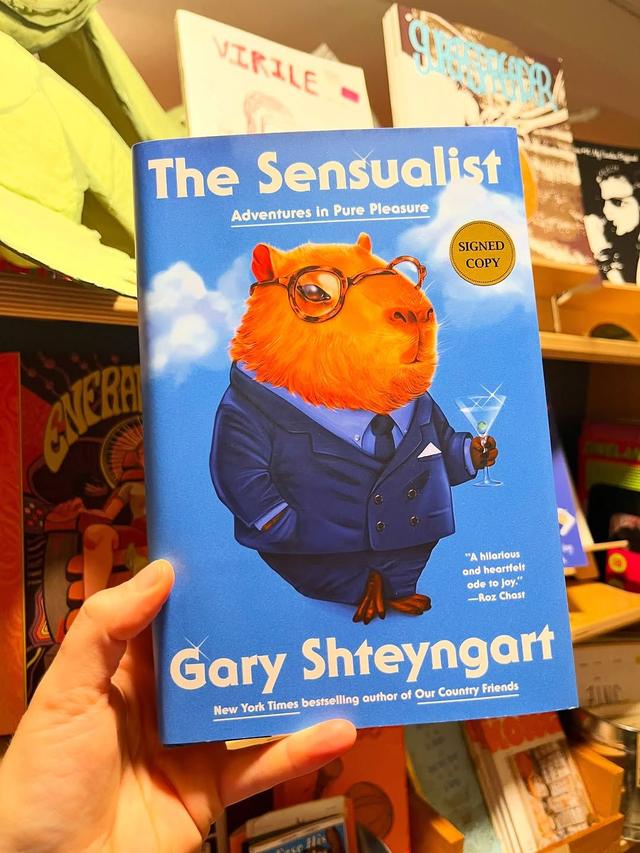 VIRILE
The Sensualist
Adventures in Pure Pleasure
SIGNED
COPY
"A hilarious
and heartfelt
ode to joy."
—Roz Chast
Gary Shteyngart
New York Times bestselling author of Our Country Friends